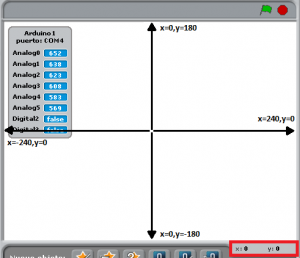 Arduino1
puerto: COM4
Analog0 652
Analog1 638
Analog2 623
Analog3 608
Analog4 583
Analog5 569
Digital2 false
Digital3 false
x=0,y=180
x=240,y=0
x=-240,y=0
x=0,y=-180
x: 0 y: 0
Nuevo objeto: